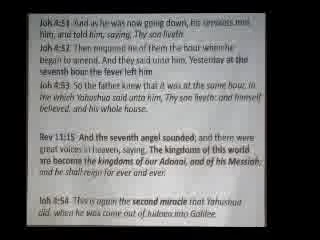 Joh 4:51 And as he was now going down, his servants met
him, and told him, saying, Thy son liveth.
Joh 4:52 Then enquired he of them the hour when he
began to amend. And they said unto him, Yesterday at the
seventh hour the fever left him.
Joh 4:53 So the father knew that it was at the same hour, in
the which Yahushua said unto him, Thy son liveth: and himself
believed, and his whole house.
Rev 11:15 And the seventh angel sounded; and there were
great voices in heaven, saying, The kingdoms of this world
are become the kingdoms of our Adonai, and of his Messiah;
and he shall reign for ever and ever.
Joh 4:54 This is again the second miracle that Yahushua
did, when he was come out of Judaea into Galilee.